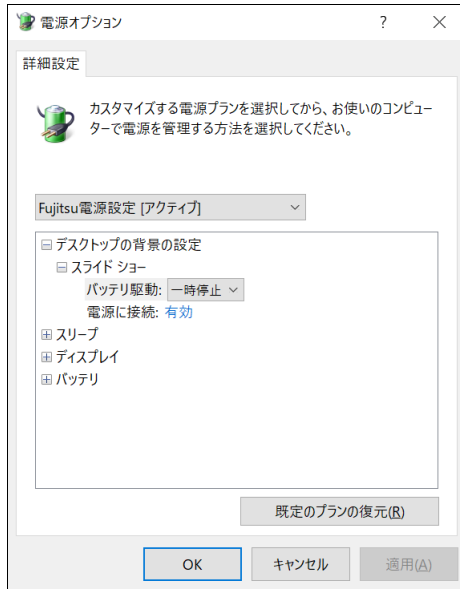 電源オプション
詳細設定
カスタマイズする電源プランを選択してから、お使いのコンピュー
ターで電源を管理する方法を選択してください。
Fujitsu電源設定 [アクティブ]
デスクトップの背景の設定
スライド ショー
バッテリ駆動: 一時停止
電源に接続: 有効
スリープ
ディスプレイ
バッテリ
既定のプランの復元(R)
OK キャンセル 適用(A)